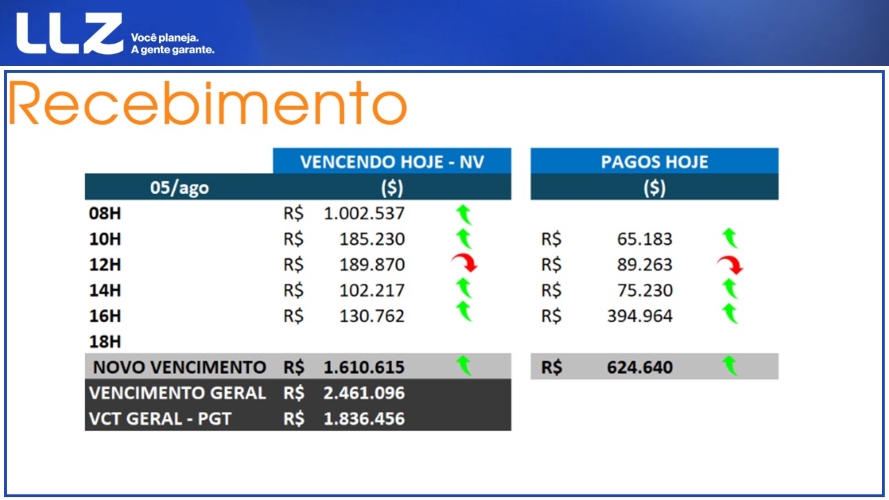 LLZ Você planeja.
A gente garante.
Recebimento
VENCENDO HOJE - NV PAGOS HOJE
05/ago ($) ($)
08H R$ 1.002.537
10H R$ 185.230 R$ 65.183
12H R$ 189.870 R$ 89.263
14H R$ 102.217 R$ 75.230
16H R$ 130.762 R$ 394.964
18H
NOVO VENCIMENTO R$ 1.610.615 R$ 624.640
VENCIMENTO GERAL R$ 2.461.096
VCT GERAL - PGT R$ 1.836.456